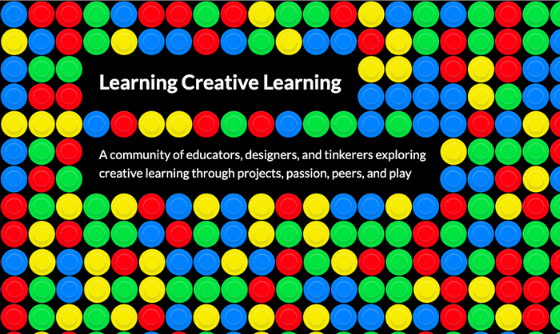 Learning Creative Learning
A community of educators, designers, and tinkerers exploring
creative learning through projects, passion, peers, and play